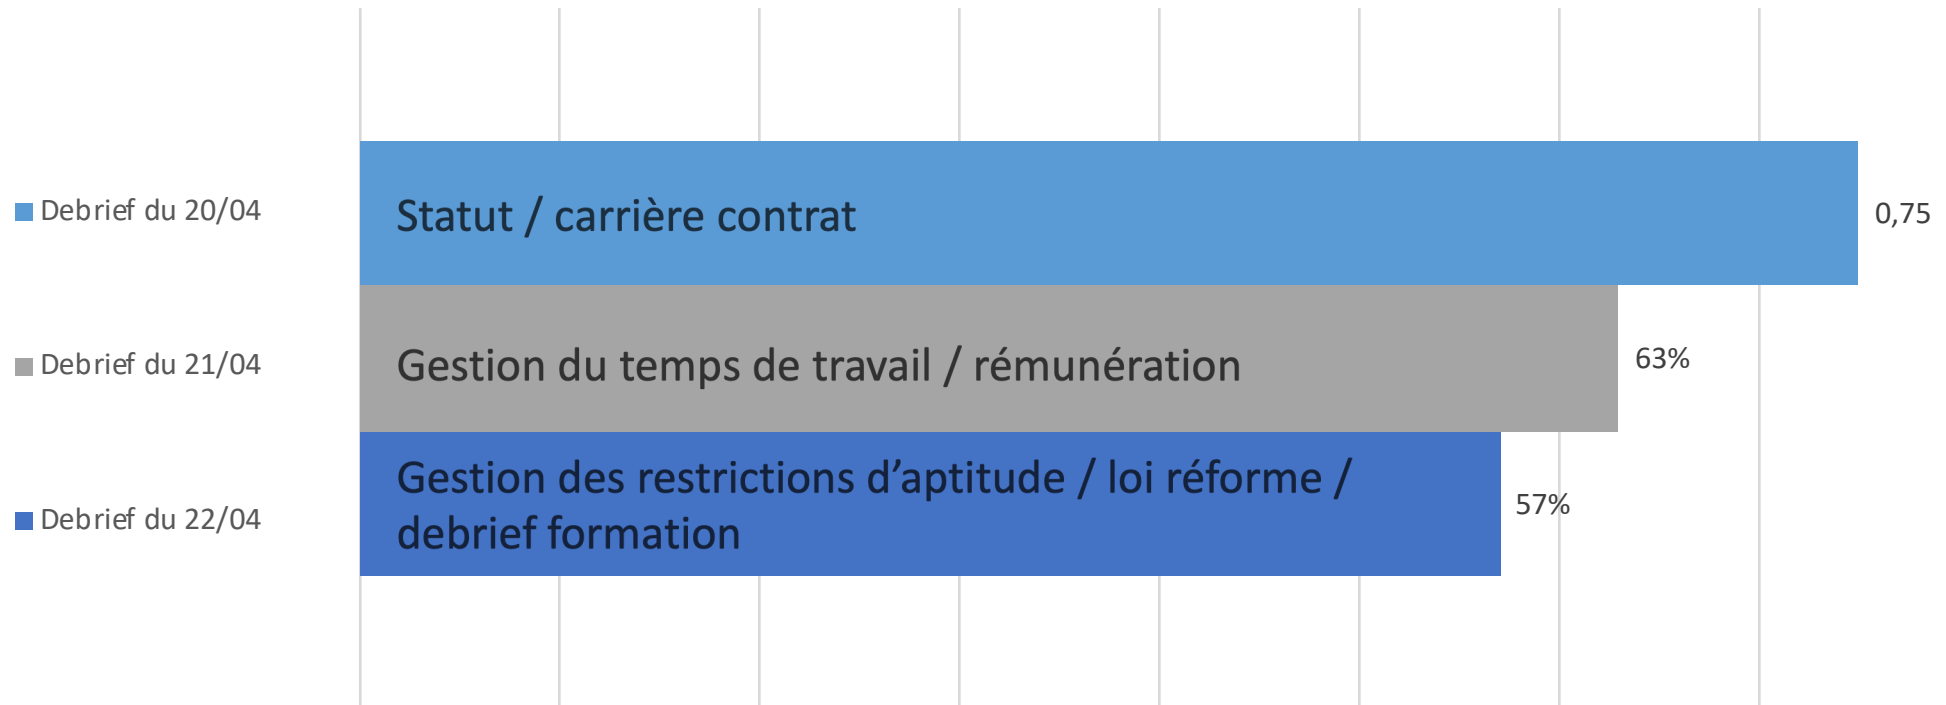 Debrief du 20/04
Statut / carrière contrat
0,75
Debrief du 21/04
Gestion du temps de travail / rémunération
63%
Debrief du 22/04
Gestion des restrictions d’aptitude / loi réforme /
debrief formation
57%